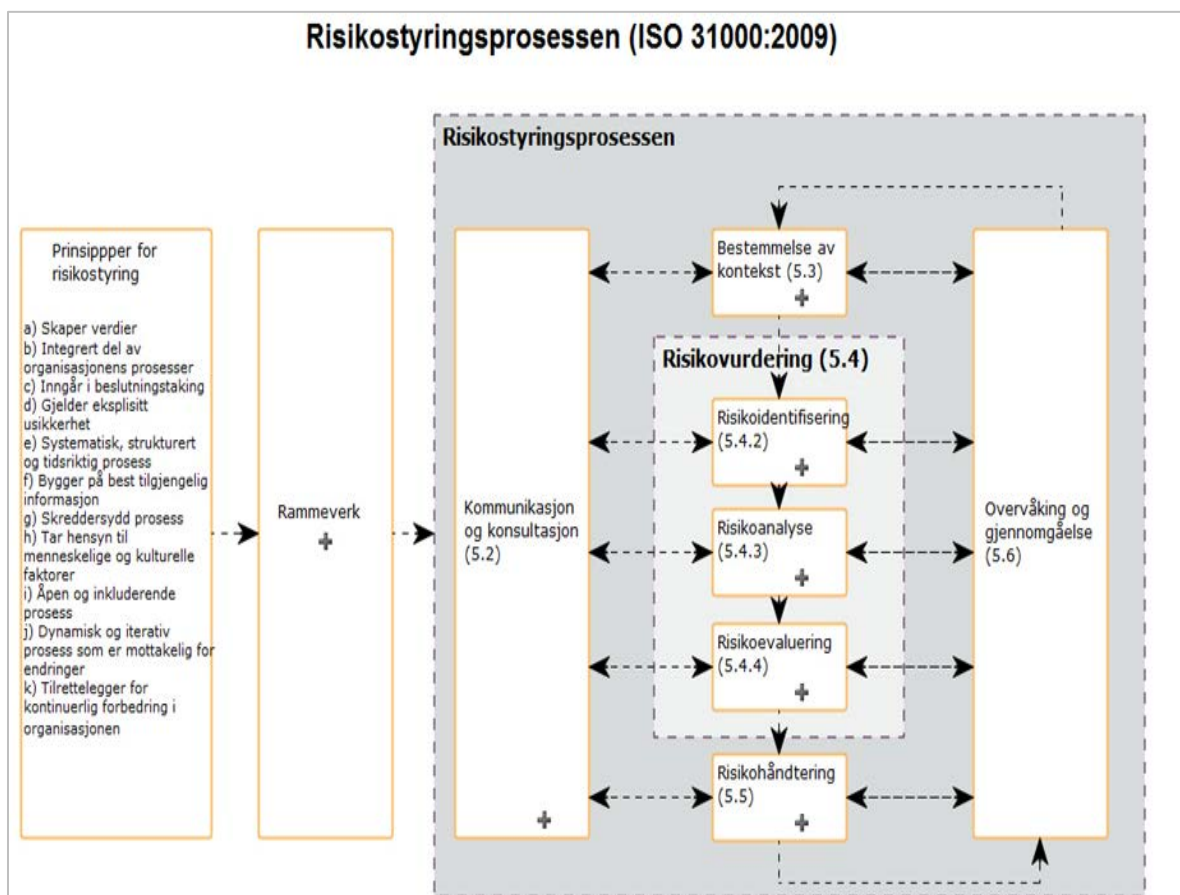 Risikostyringsprosessen (ISO 31000:2009)
Risikostyringsprosessen
Prinsippper for
risikostyring
a) Skaper verdier
b) Integrert del av
organisasjonens prosesser
c) Inngår i beslutningstaking
d) Gjelder eksplisitt
usikkerhet
e) Systematisk, strukturert
og tidsriktig prosess
f) Bygger på best tilgjengelig
informasjon
g) Skreddersydd prosess
h) Tar hensyn til
menneskelige og kulturelle
faktorer
i) Åpen og inkluderende
prosess
j) Dynamisk og iterativ
prosess som er mottakelig for
endringer
k) Tilrettelegger for
kontinuerlig forbedring i
organisasjonen
Rammeverk
Kommunikasjon
og konsultasjon
(5.2)
Bestemmelse av
kontekst (5.3)
Risikovurdering (5.4)
Risikoidentifisering
(5.4.2)
Risikoanalyse
(5.4.3)
Risikoevaluering
(5.4.4)
Risikohåndtering
(5.5)
Overvåking og
gjennomgåelse
(5.6)